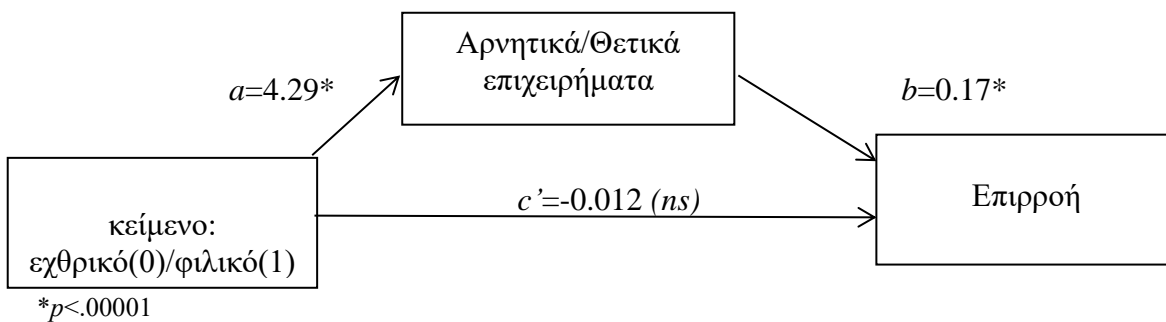 Αρνητικά/Θετικά
επιχειρήματα
a=4.29*
b=0.17*
κείμενο:
εχθρικό(0)/φιλικό(1)
c’=-0.012 (ns)
Επιρροή
*p<.00001